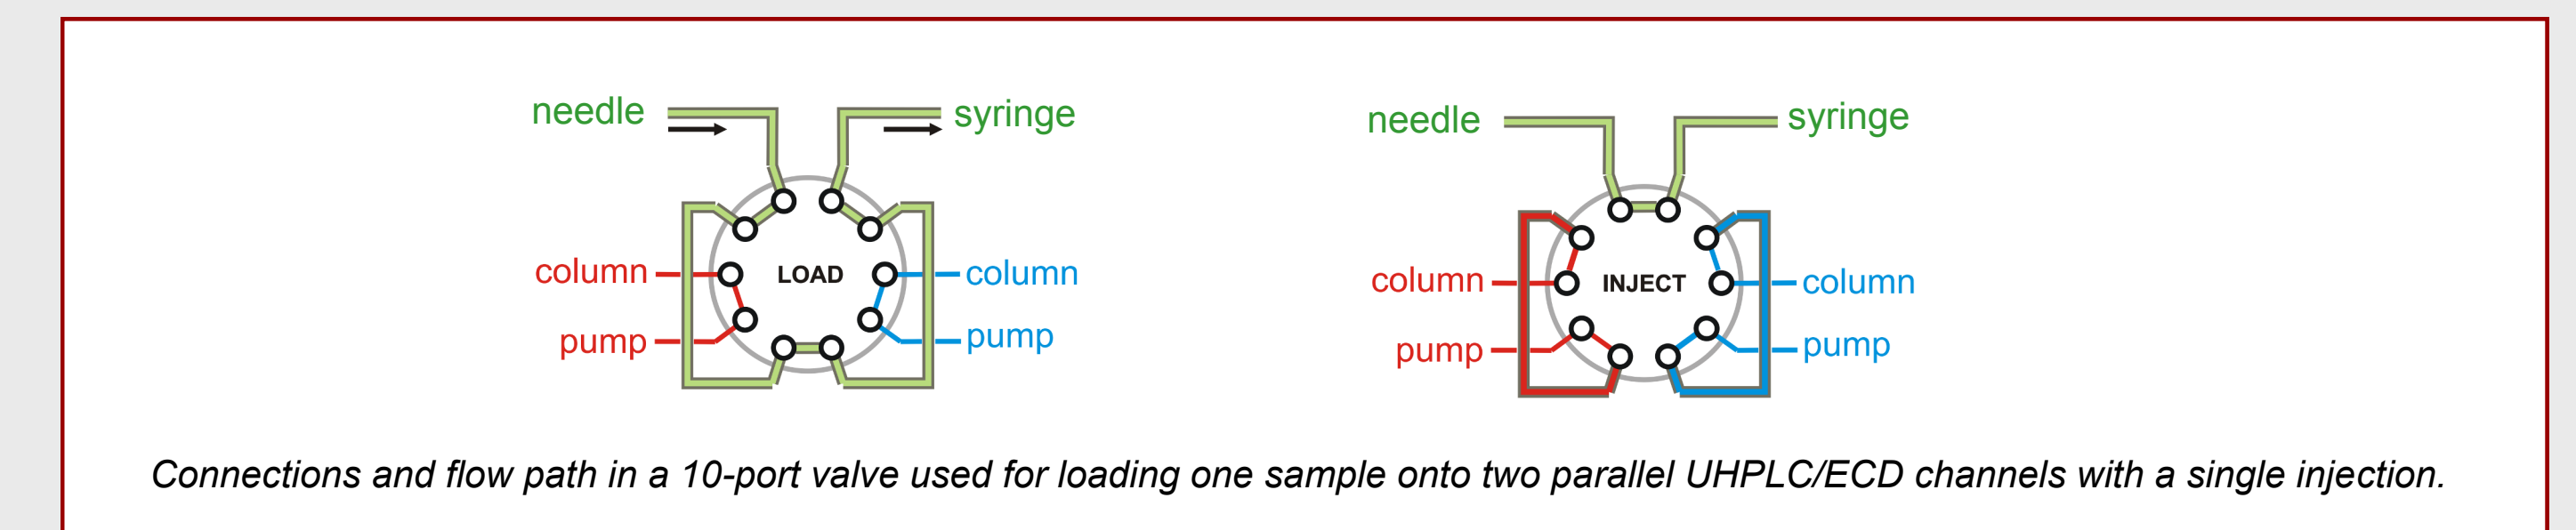 needle syringe
column LOAD column
pump pump
needle syringe
column INJECT column
pump pump
Connections and flow path in a 10-port valve used for loading one sample onto two parallel UHPLC/ECD channels with a single injection.